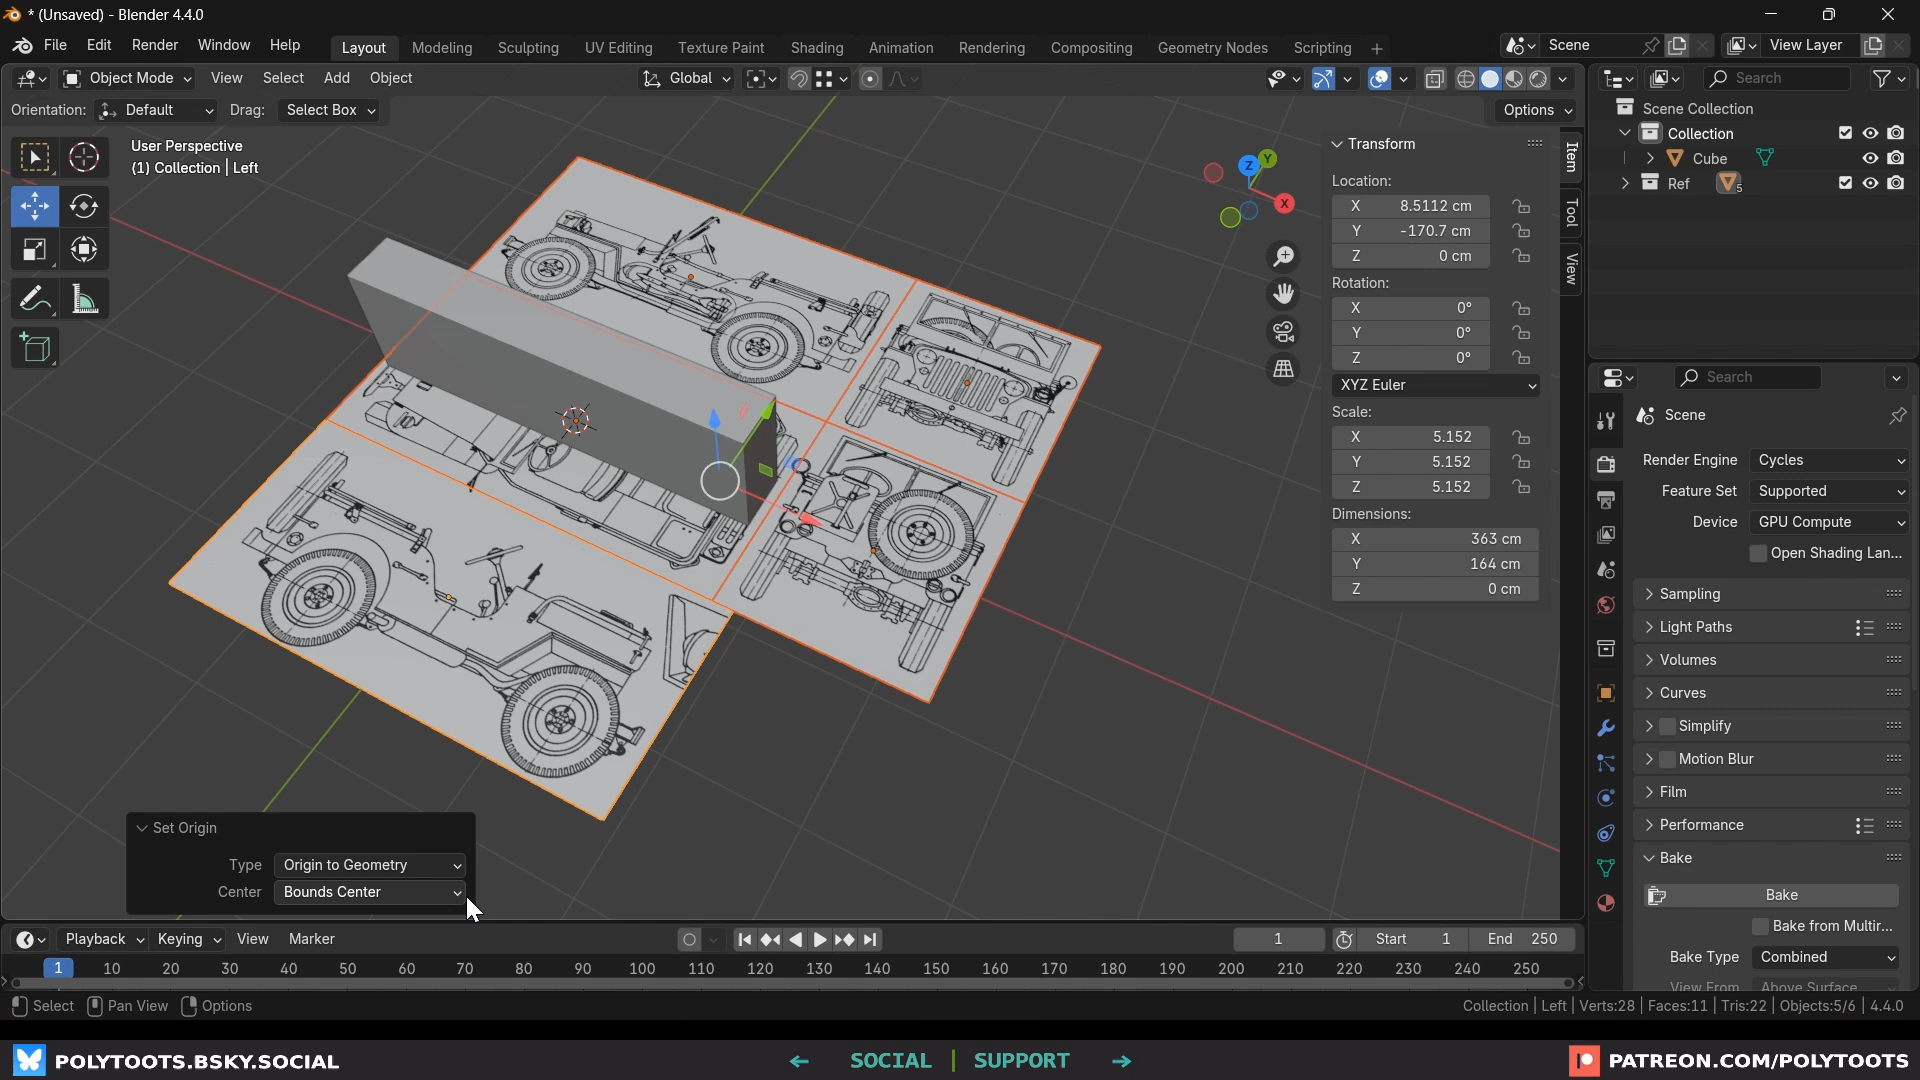 * (Unsaved) - Blender 4.4.0
File Edit Render Window Help Layout Modeling Sculpting UV Editing Texture Paint Shading Animation Rendering Compositing Geometry Nodes Scripting + Scene View Layer
Object Mode View Select Add Object Global Search
Orientation: Default Drag: Select Box Options
User Perspective
(1) Collection | Left
Z Y X
Transform
Location:
X 8.5112 cm
Y -170.7 cm
Z 0 cm
Rotation:
X 0°
Y 0°
Z 0°
XYZ Euler
Scale:
X 5.152
Y 5.152
Z 5.152
Dimensions:
X 363 cm
Y 164 cm
Z 0 cm
Item
Tool
View
Scene Collection
Collection
Cube
Ref 5
Search
Scene
Render Engine Cycles
Feature Set Supported
Device GPU Compute
Open Shading Lan...
Sampling
Light Paths
Volumes
Curves
Simplify
Motion Blur
Film
Performance
Bake
Bake
Bake from Multir...
Bake Type Combined
View From Above Surface
Set Origin
Type Origin to Geometry
Center Bounds Center
Playback Keying View Marker 1 Start 1 End 250
1 10 20 30 40 50 60 70 80 90 100 110 120 130 140 150 160 170 180 190 200 210 220 230 240 250
Select Pan View Options Collection | Left | Verts:28 | Faces:11 | Tris:22 | Objects:5/6 | 4.4.0
POLYTOOTS.BSKY.SOCIAL ← SOCIAL | SUPPORT → PATREON.COM/POLYTOOTS